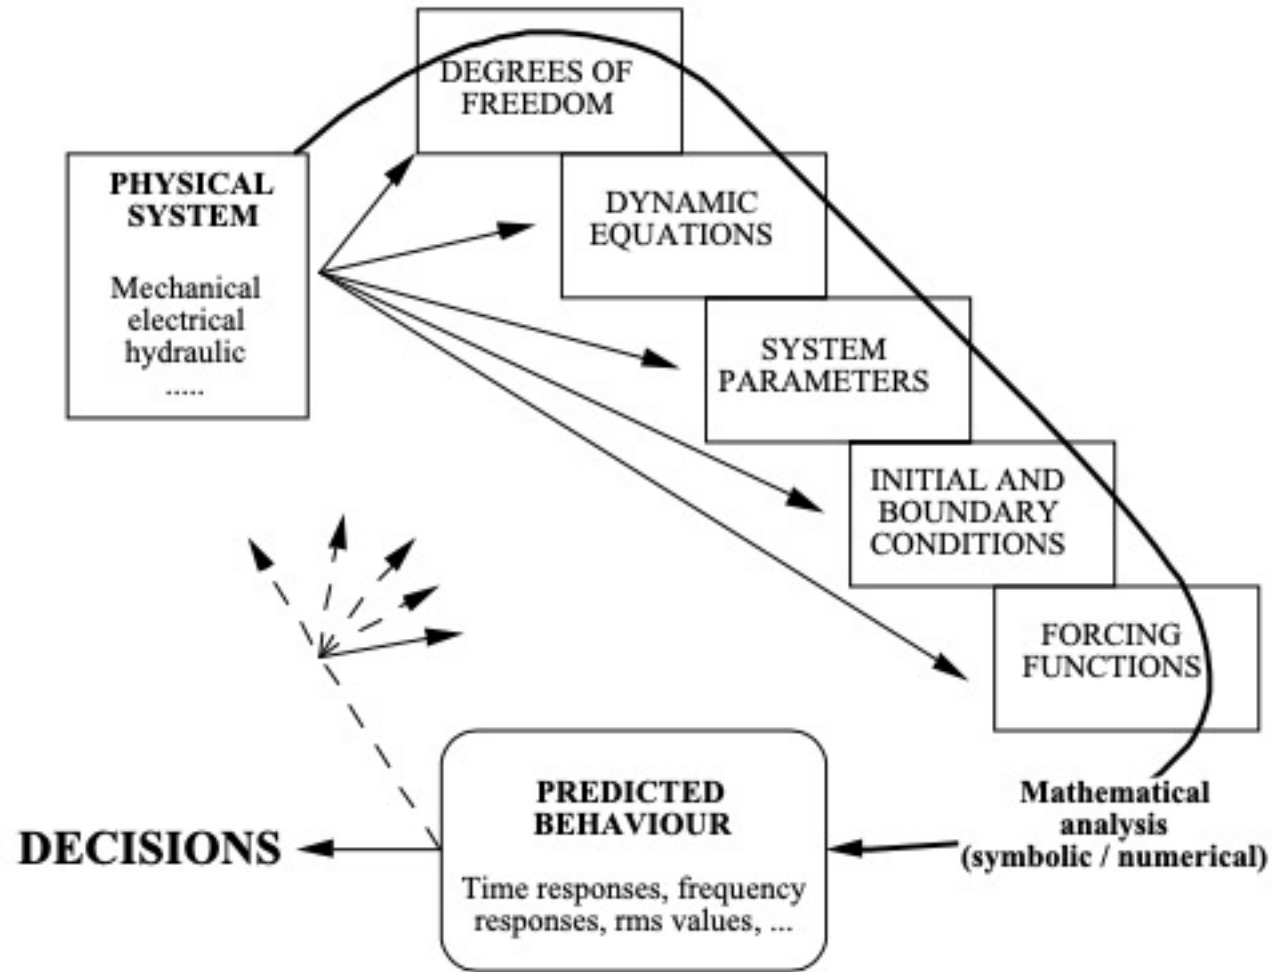 DEGREES OF
FREEDOM
PHYSICAL
SYSTEM
Mechanical
electrical
hydraulic
.....
DYNAMIC
EQUATIONS
SYSTEM
PARAMETERS
INITIAL AND
BOUNDARY
CONDITIONS
FORCING
FUNCTIONS
Mathematical
analysis
(symbolic / numerical)
PREDICTED
BEHAVIOUR
Time responses, frequency
responses, rms values, ...
DECISIONS